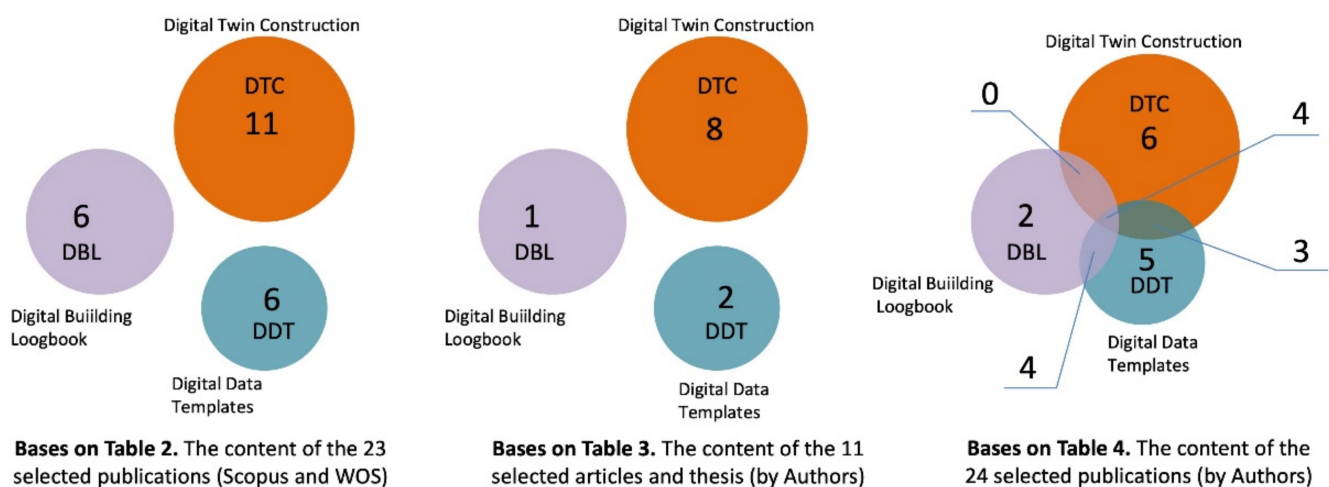 Digital Twin Construction
DTC
11
6
DBL
Digital Buiilding
Loogbook
6
DDT
Digital Data
Templates
Bases on Table 2. The content of the 23
selected publications (Scopus and WOS)
Digital Twin Construction
DTC
8
1
DBL
Digital Buiilding
Loogbook
2
DDT
Digital Data
Templates
Bases on Table 3. The content of the 11
selected articles and thesis (by Authors)
Digital Twin Construction
0
DTC
6
4
2
DBL
Digital Buiilding
Loogbook
5
DDT
3
Digital Data
Templates
4
Bases on Table 4. The content of the
24 selected publications (by Authors)